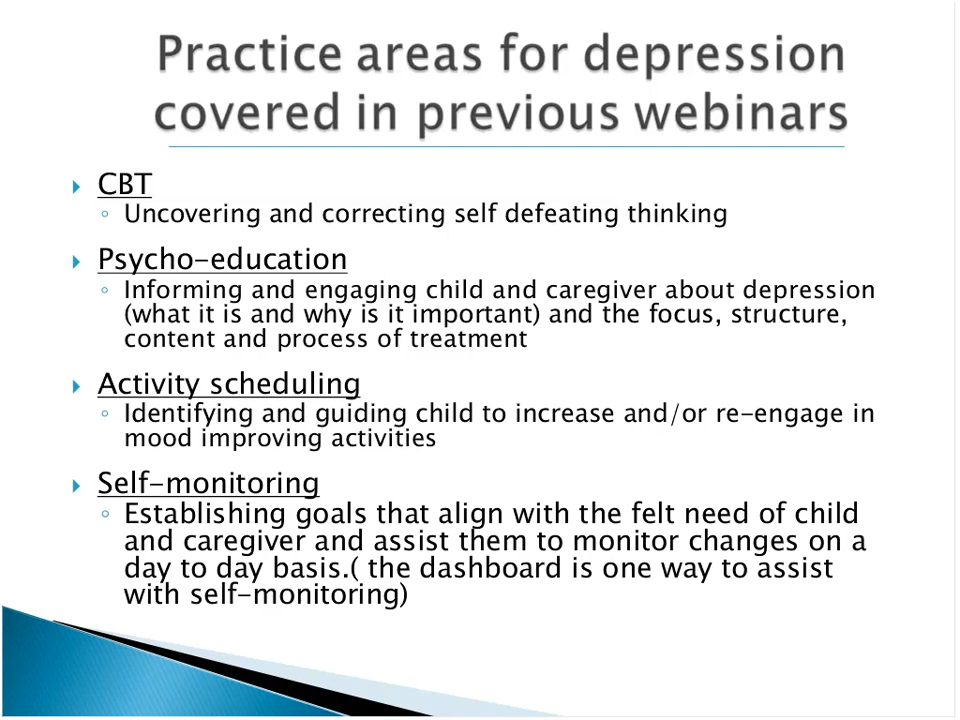 Practice areas for depression
covered in previous webinars
CBT
Uncovering and correcting self defeating thinking
Psycho-education
Informing and engaging child and caregiver about depression
(what it is and why is it important) and the focus, structure,
content and process of treatment
Activity scheduling
Identifying and guiding child to increase and/or re-engage in
mood improving activities
Self-monitoring
Establishing goals that align with the felt need of child
and caregiver and assist them to monitor changes on a
day to day basis.( the dashboard is one way to assist
with self-monitoring)